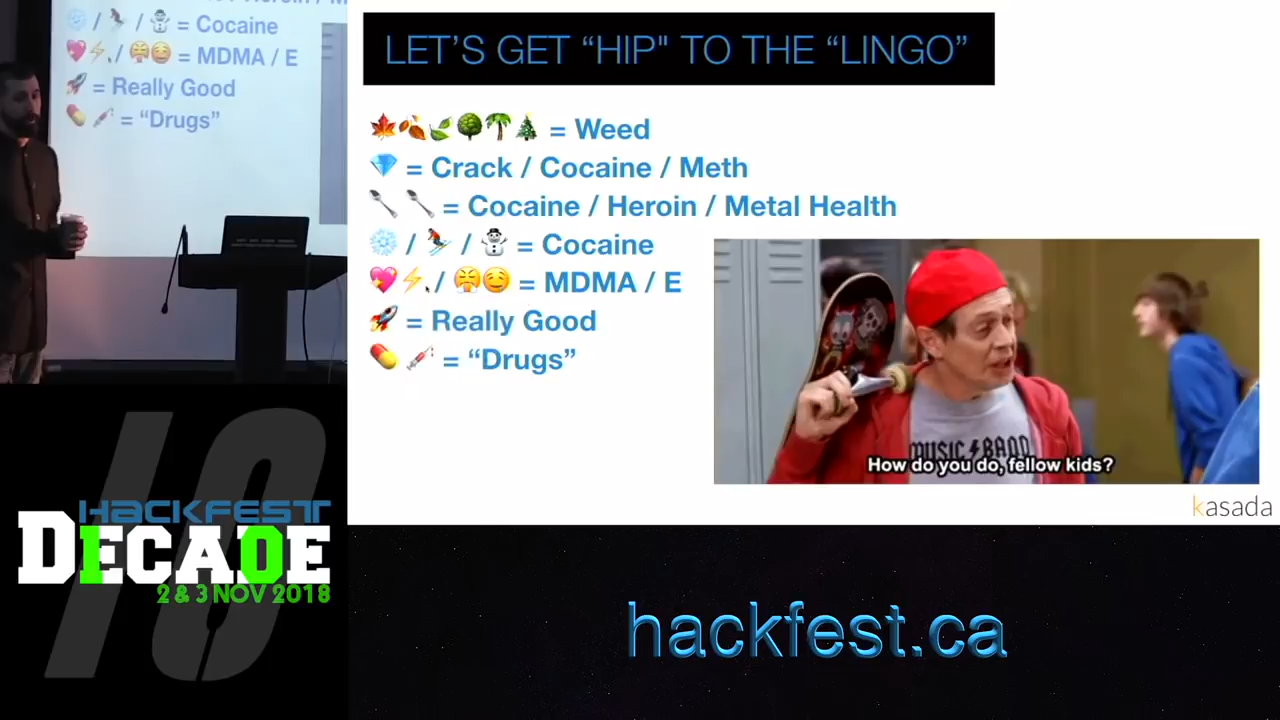 = Cocaine
= MDMA / E
= Really Good
= “Drugs”
LET’S GET “HIP" TO THE “LINGO”
= Weed
= Crack / Cocaine / Meth
= Cocaine / Heroin / Metal Health
/ / = Cocaine
/ = MDMA / E
= Really Good
= “Drugs”
MUSIC BAND
How do you do, fellow kids?
kasada
10
HACKFEST
DECADE
2 & 3 NOV 2018
hackfest.ca